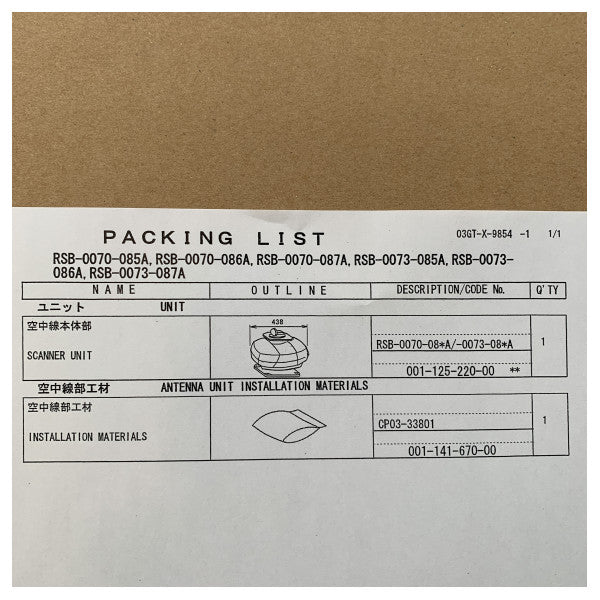 PACKING LIST 03GT-X-9854 -1 1/1
RSB-0070-085A, RSB-0070-086A, RSB-0070-087A, RSB-0073-085A, RSB-0073-
086A, RSB-0073-087A
NAME OUTLINE DESCRIPTION/CODE No. Q'TY
ユニット UNIT
空中線本体部
438
RSB-0070-08*A/-0073-08*A 1
SCANNER UNIT
001-125-220-00 **
空中線部工材 ANTENNA UNIT INSTALLATION MATERIALS
空中線部工材
CP03-33801 1
INSTALLATION MATERIALS
001-141-670-00